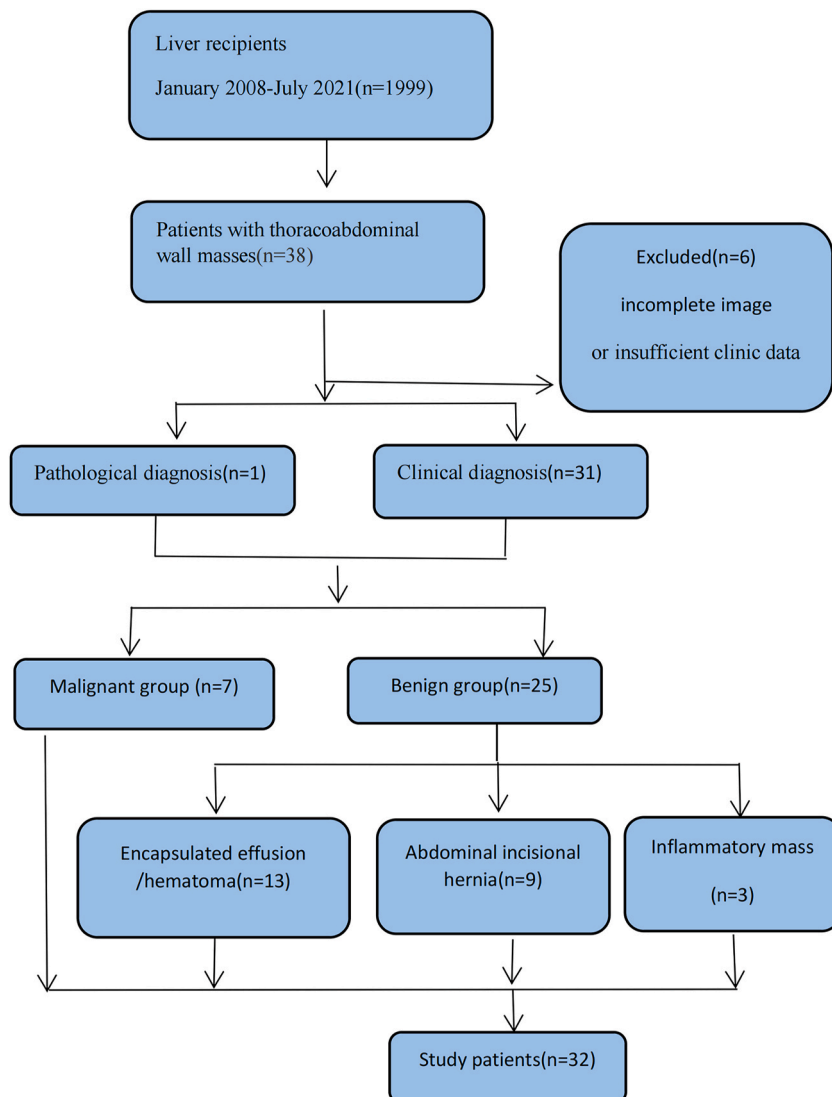 Liver recipients
January 2008-July 2021(n=1999)
Patients with thoracoabdominal
wall masses(n=38)
Excluded(n=6)
incomplete image
or insufficient clinic data
Pathological diagnosis(n=1)
Clinical diagnosis(n=31)
Malignant group (n=7)
Benign group(n=25)
Encapsulated effusion
/hematoma(n=13)
Abdominal incisional
hernia(n=9)
Inflammatory mass
(n=3)
Study patients(n=32)